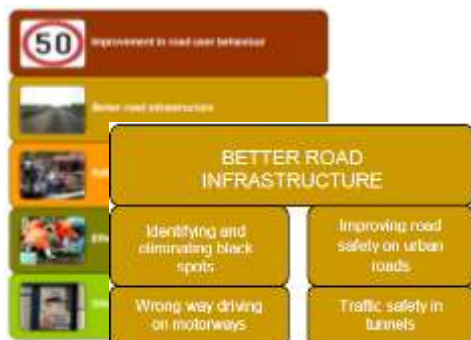 50
Improvement in road user behaviour
Better road infrastructure
BETTER ROAD
INFRASTRUCTURE
Identifying and
eliminating black
spots
Improving road
safety on urban
roads
Wrong way driving
on motorways
Traffic safety in
tunnels